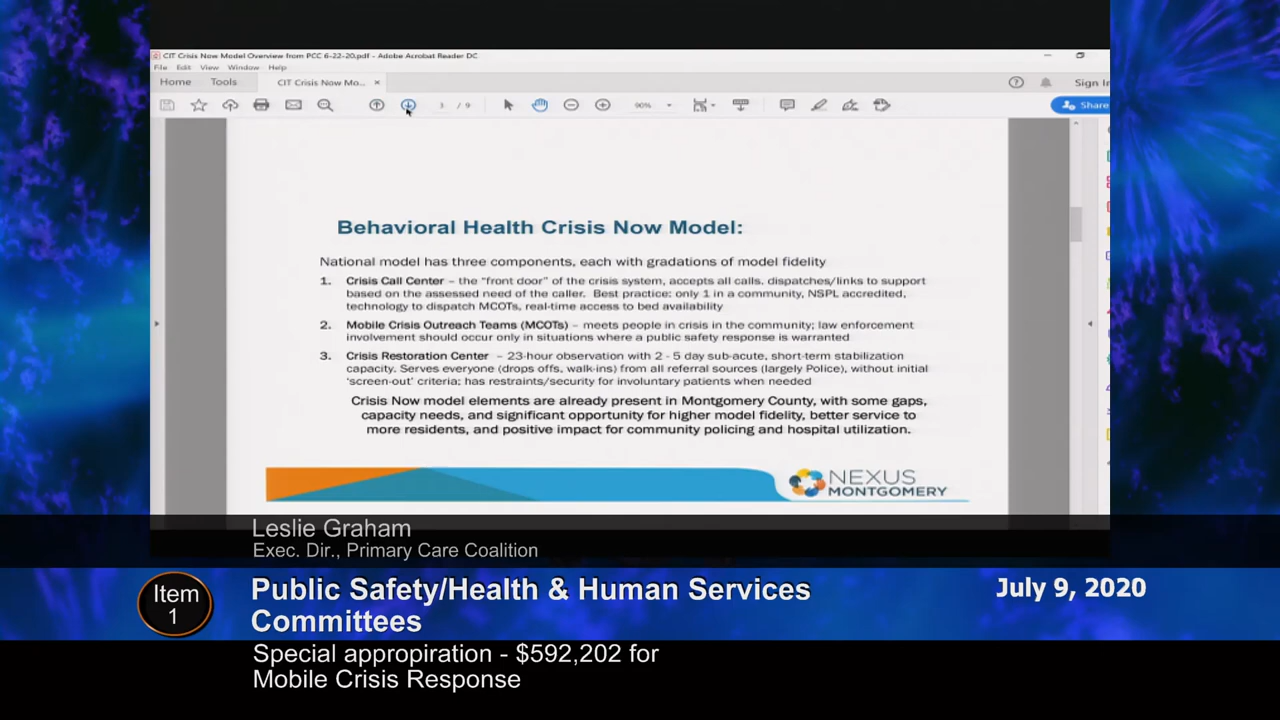 CIT Crisis Now Model Overview from PCC 6-22-20.pdf - Adobe Acrobat Reader DC
File Edit View Window Help
Home Tools CIT Crisis Now Mo... ×
Sign In
3 / 9 90% Share
Behavioral Health Crisis Now Model:
National model has three components, each with gradations of model fidelity
1. Crisis Call Center – the "front door" of the crisis system, accepts all calls. dispatches/links to support
based on the assessed need of the caller. Best practice: only 1 in a community, NSPL accredited,
technology to dispatch MCOTs, real-time access to bed availability
2. Mobile Crisis Outreach Teams (MCOTs) – meets people in crisis in the community; law enforcement
involvement should occur only in situations where a public safety response is warranted
3. Crisis Restoration Center – 23-hour observation with 2 - 5 day sub-acute, short-term stabilization
capacity. Serves everyone (drops offs, walk-ins) from all referral sources (largely Police), without initial
'screen-out' criteria; has restraints/security for involuntary patients when needed
Crisis Now model elements are already present in Montgomery County, with some gaps,
capacity needs, and significant opportunity for higher model fidelity, better service to
more residents, and positive impact for community policing and hospital utilization.
NEXUS
MONTGOMERY
Leslie Graham
Exec. Dir., Primary Care Coalition
Item
1
Public Safety/Health & Human Services
Committees
July 9, 2020
Special appropiration - $592,202 for
Mobile Crisis Response